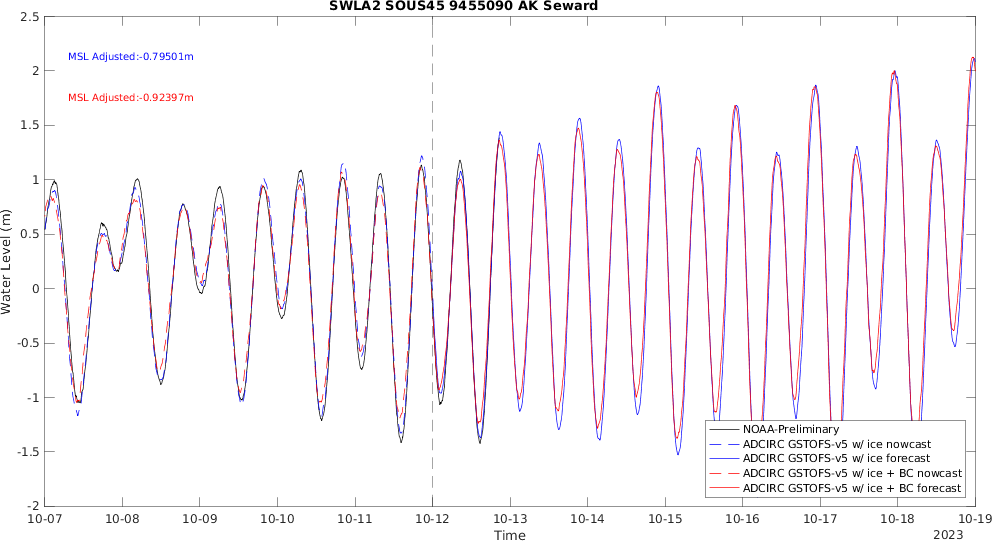 SWLA2 SOUS45 9455090 AK Seward
2.5
2
1.5
1
0.5
0
-0.5
-1
-1.5
-2
Water Level (m)
MSL Adjusted:-0.79501m
MSL Adjusted:-0.92397m
NOAA-Preliminary
ADCIRC GSTOFS-v5 w/ ice nowcast
ADCIRC GSTOFS-v5 w/ ice forecast
ADCIRC GSTOFS-v5 w/ ice + BC nowcast
ADCIRC GSTOFS-v5 w/ ice + BC forecast
10-07 10-08 10-09 10-10 10-11 10-12 10-13 10-14 10-15 10-16 10-17 10-18 10-19
Time
2023